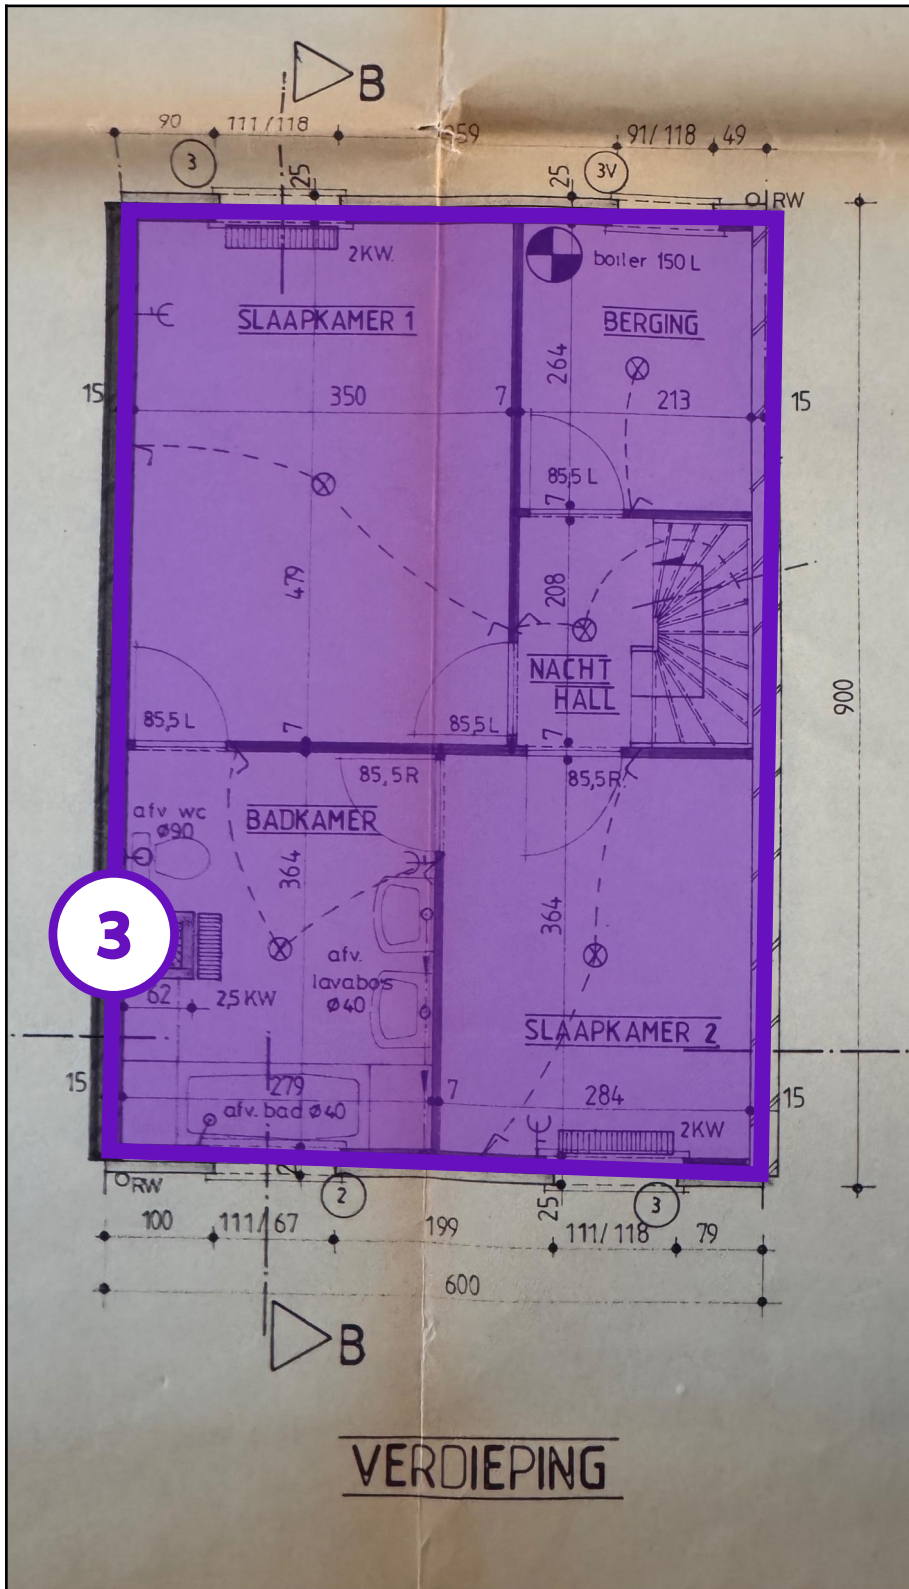 B
90 111/118 59 91/118 49
3 3V
25 25
RW
2KW.
boiler 150L
SLAAPKAMER 1 BERGING
264
15 350 7 213 15
85,5 L
7
479 208
NACHT
HALL
900
85,5 L 7 85,5 L 7
85,5R 85,5R
afv wc
ø90
BADKAMER
364 364
3
afv.
lavabos
ø40
62 2,5 KW
SLAAPKAMER 2
15 279 7 284 15
afv. bad ø40
2KW
RW 2 25 3
100 111/67 199 111/118 79
600
B
VERDIEPING